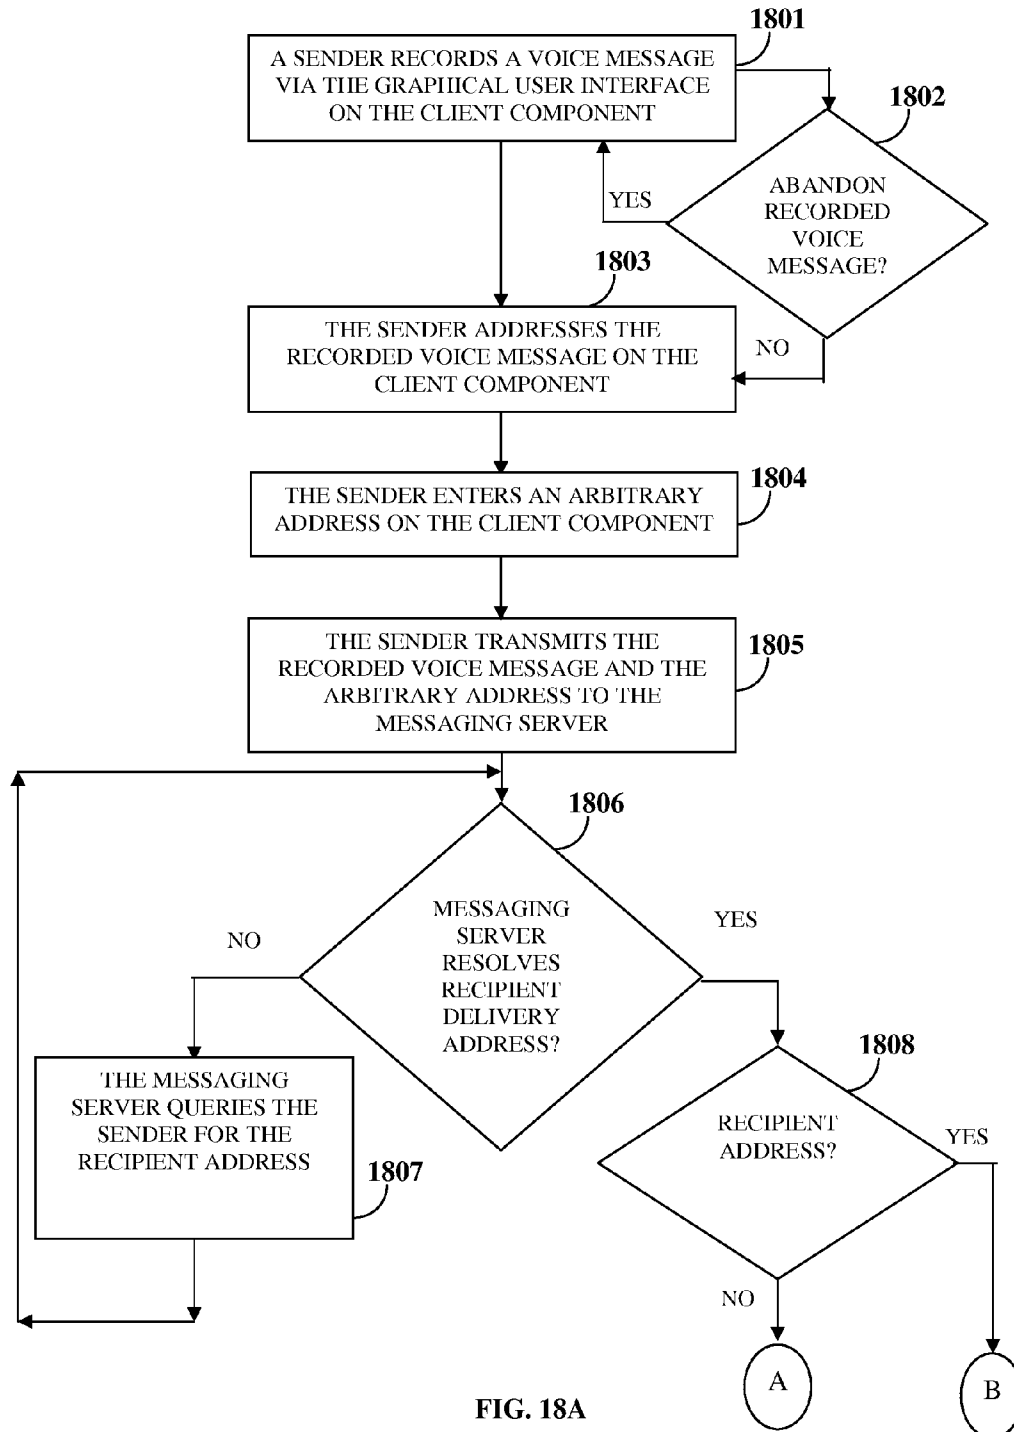 1801
A SENDER RECORDS A VOICE MESSAGE
VIA THE GRAPHICAL USER INTERFACE
ON THE CLIENT COMPONENT
1802
ABANDON
RECORDED
VOICE
MESSAGE?
YES
1803
NO
THE SENDER ADDRESSES THE
RECORDED VOICE MESSAGE ON THE
CLIENT COMPONENT
1804
THE SENDER ENTERS AN ARBITRARY
ADDRESS ON THE CLIENT COMPONENT
THE SENDER TRANSMITS THE
RECORDED VOICE MESSAGE AND THE
ARBITRARY ADDRESS TO THE
MESSAGING SERVER
1805
1806
MESSAGING
SERVER
RESOLVES
RECIPIENT
DELIVERY
ADDRESS?
NO
YES
THE MESSAGING
SERVER QUERIES THE
SENDER FOR THE
RECIPIENT ADDRESS
1807
1808
RECIPIENT
ADDRESS?
YES
NO
A
B
FIG. 18A